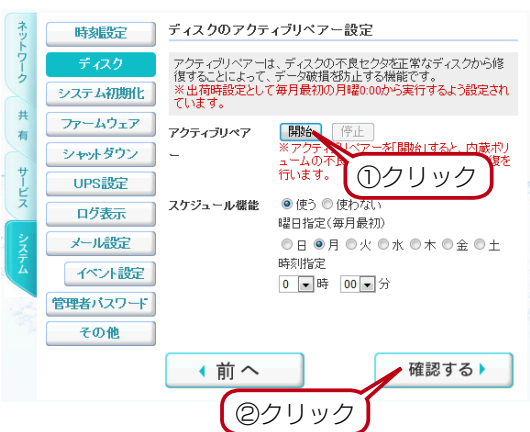 ネットワーク
共有
サービス
システム
時刻設定
ディスク
システム初期化
ファームウェア
シャットダウン
UPS設定
ログ表示
メール設定
イベント設定
管理者パスワード
その他
ディスクのアクティブリペアー設定
アクティブリペアーは、ディスクの不良セクタを正常なディスクから修
復することによって、データ破損を防止する機能です。
※出荷時設定として毎月最初の月曜0:00から実行するよう設定され
ています。
アクティブリペア
ー
開始
停止
※アクティブリペアーを「開始」すると、内蔵ボリ
ュームの不良
復を
行います。
①クリック
スケジュール機能
使う 使わない
曜日指定(毎月最初)
日 月 火 水 木 金 土
時刻指定
0 時 00 分
前へ
確認する
②クリック